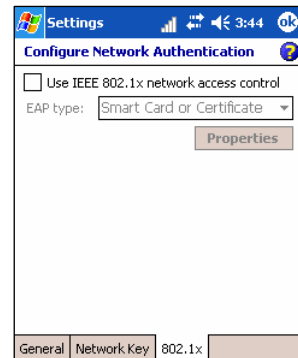 Settings 3:44 ok
Configure Network Authentication ?
Use IEEE 802.1x network access control
EAP type: Smart Card or Certificate
Properties
General Network Key 802.1x